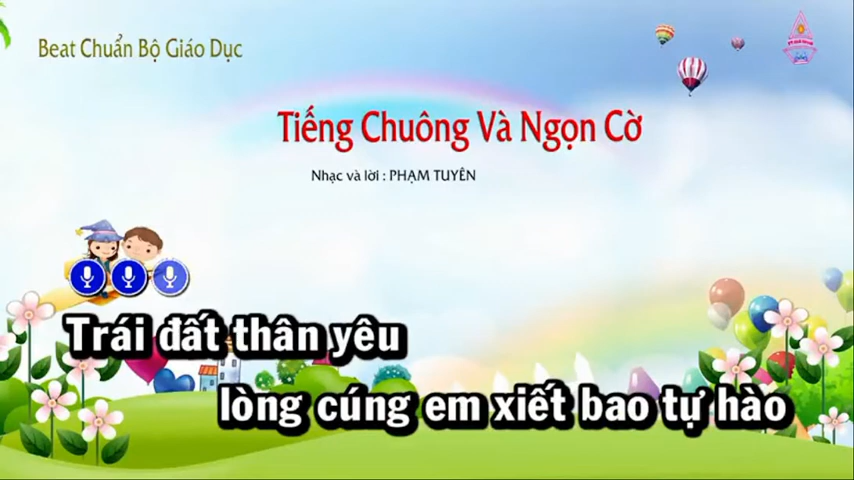 Beat Chuẩn Bộ Giáo Dục
Tiếng Chuông Và Ngọn Cờ
Nhạc và lời : PHẠM TUYÊN
Trái đất thân yêu
lòng cúng em xiết bao tự hào